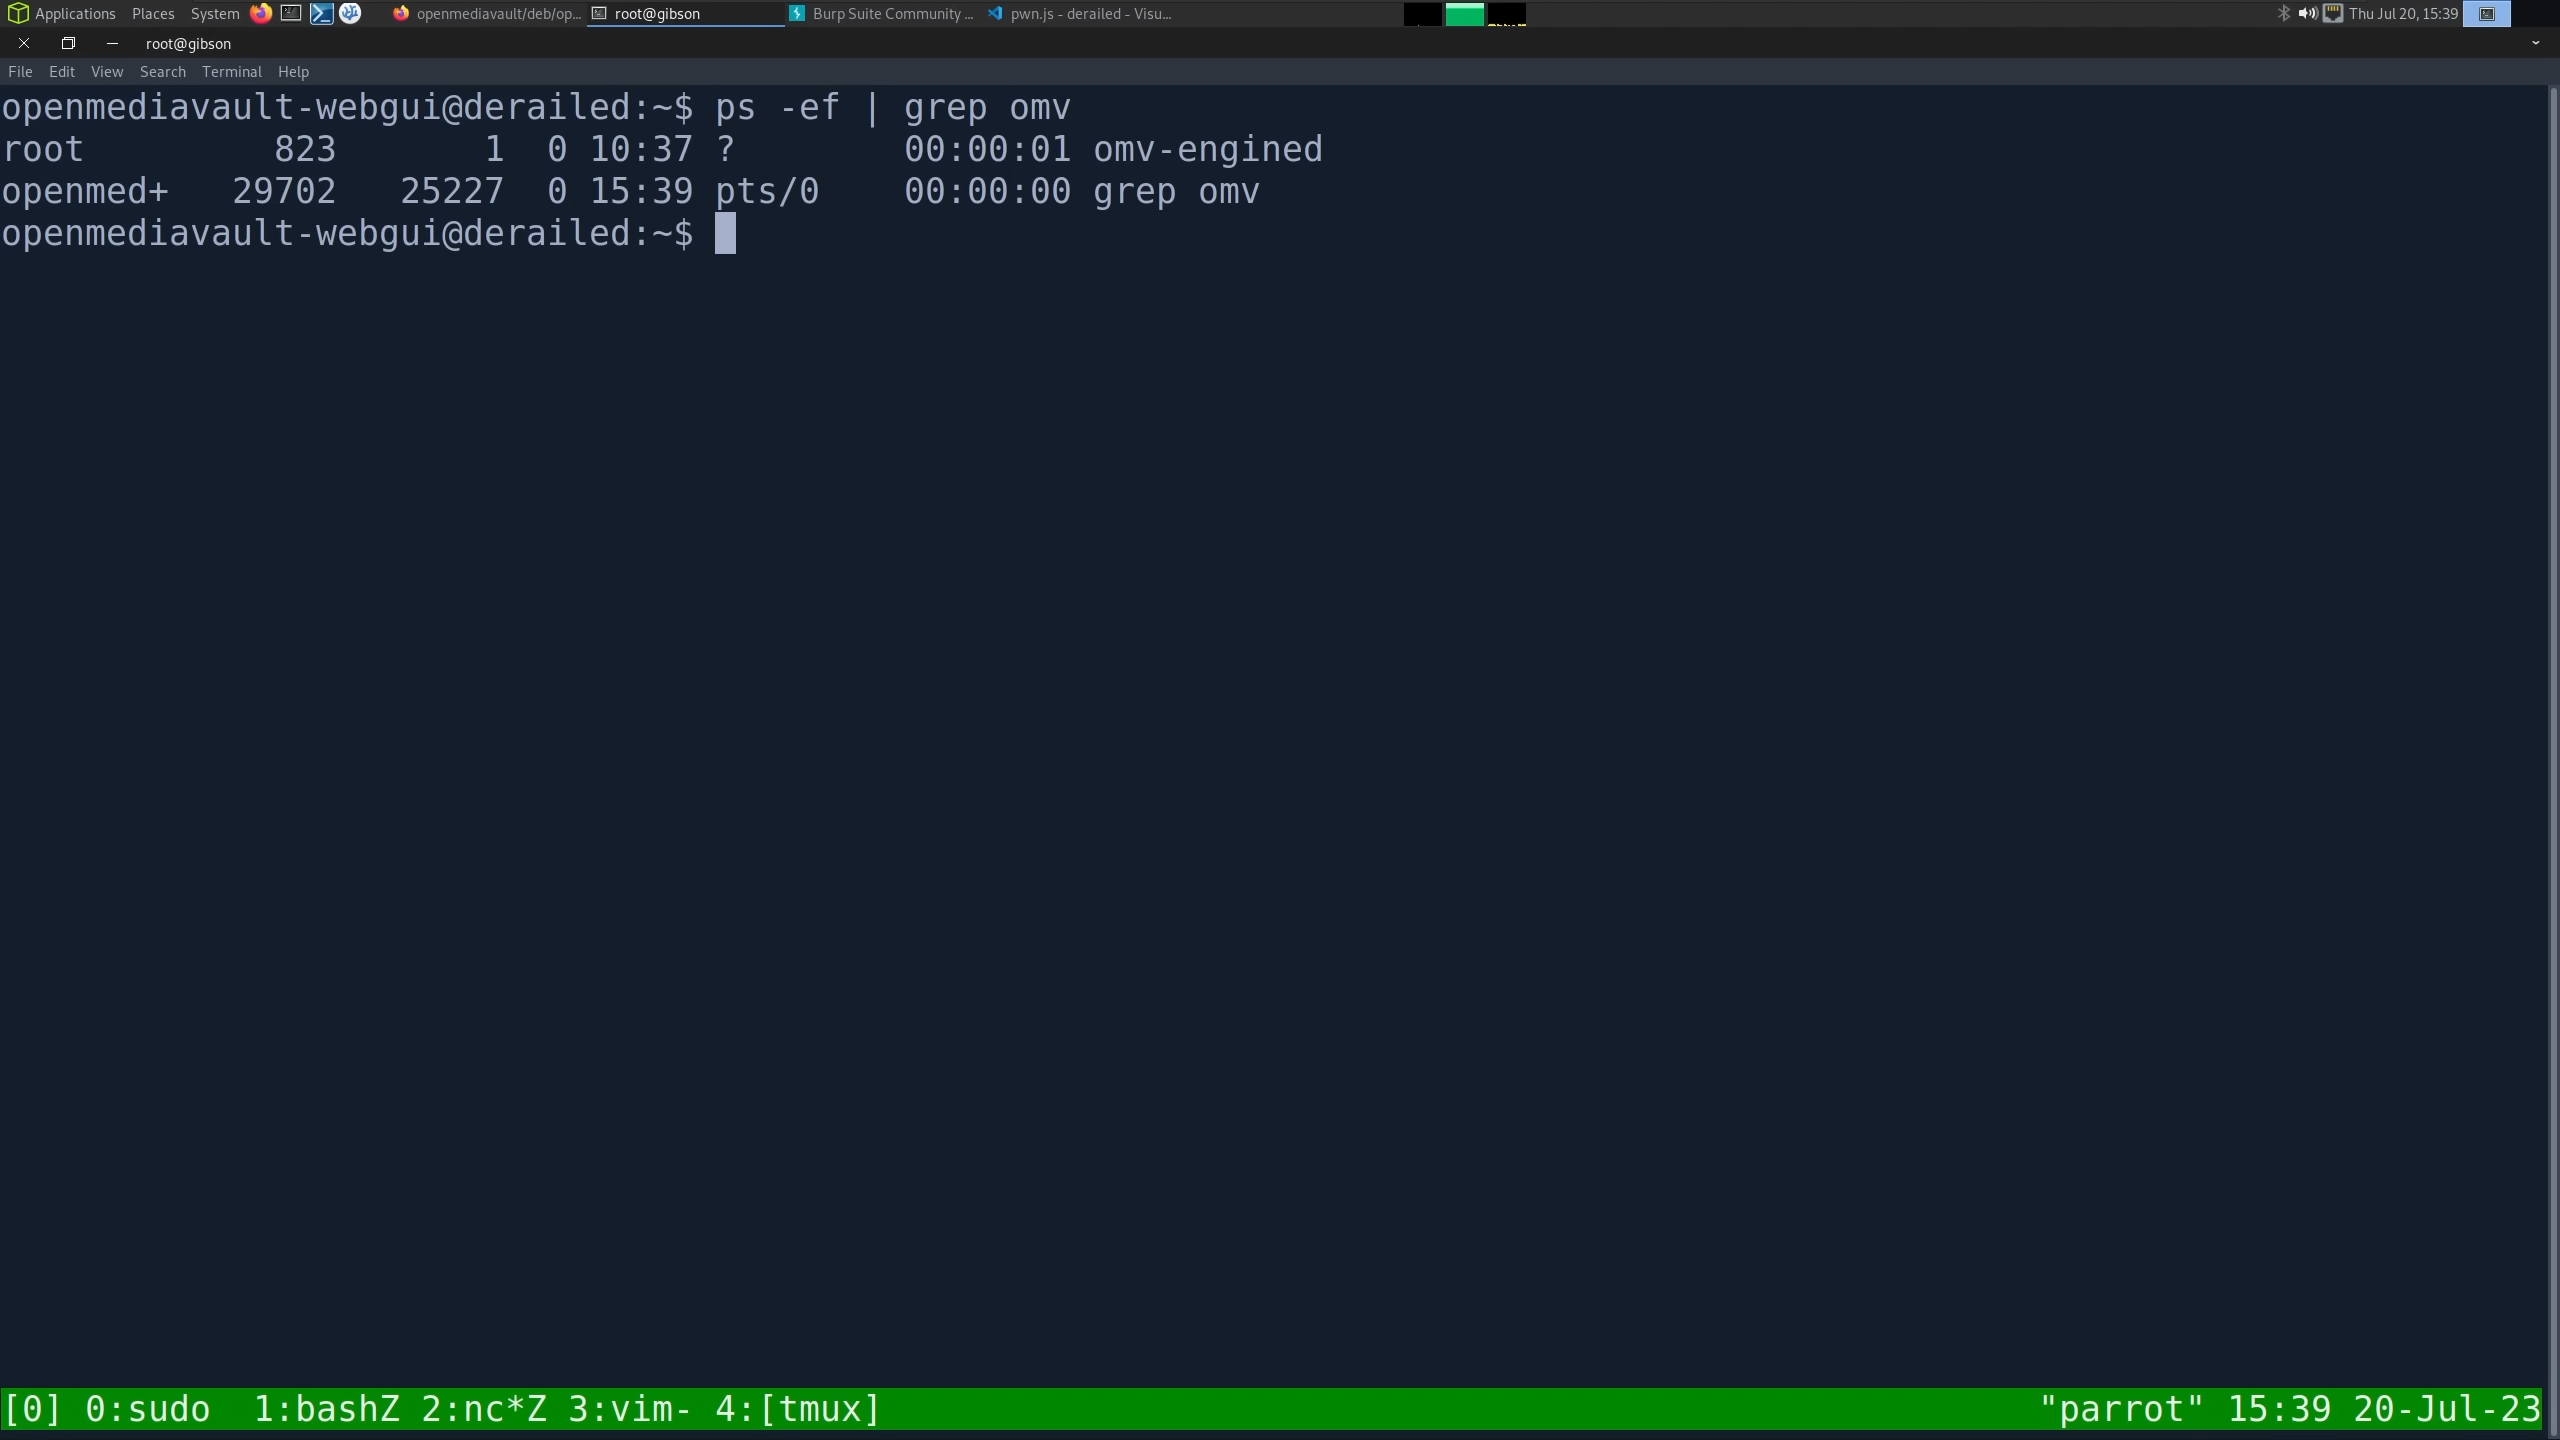 Applications Places System openmediavault/deb/op... root@gibson Burp Suite Community ... pwn.js - derailed - Visu... Thu Jul 20, 15:39
root@gibson
File Edit View Search Terminal Help
openmediavault-webgui@derailed:~$ ps -ef | grep omv
root         823       1  0 10:37 ?        00:00:01 omv-engined
openmed+   29702   25227  0 15:39 pts/0    00:00:00 grep omv
openmediavault-webgui@derailed:~$
[0] 0:sudo  1:bashZ 2:nc*Z 3:vim- 4:[tmux] "parrot" 15:39 20-Jul-23